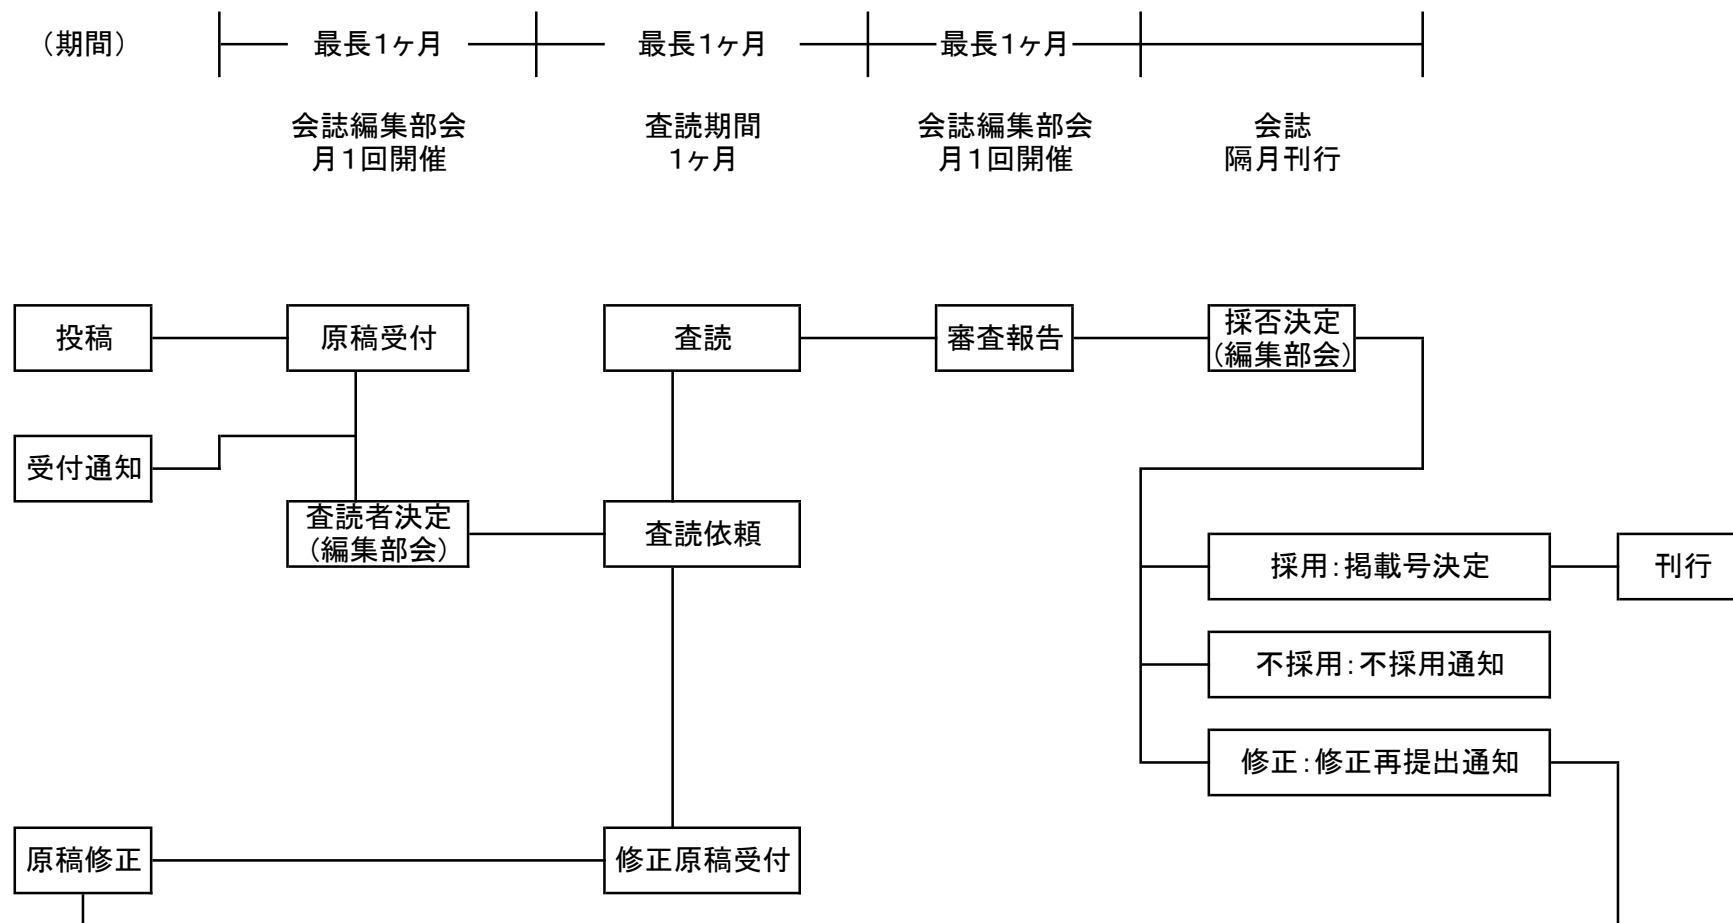 （期間）
最長１ヶ月
最長１ヶ月
最長１ヶ月
会誌編集部会
月１回開催
査読期間
１ヶ月
会誌編集部会
月１回開催
会誌
隔月刊行
投稿
原稿受付
査読
審査報告
採否決定
（編集部会）
受付通知
査読者決定
（編集部会）
査読依頼
採用：掲載号決定
刊行
不採用：不採用通知
修正：修正再提出通知
原稿修正
修正原稿受付